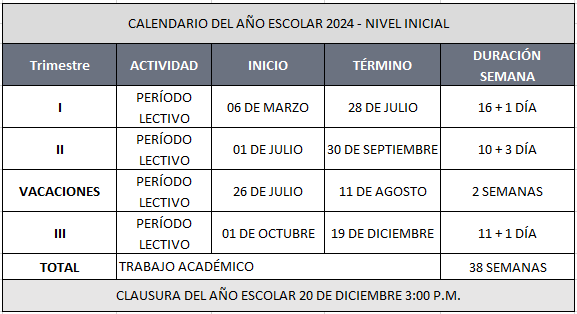 CALENDARIO DEL AÑO ESCOLAR 2024 - NIVEL INICIAL
Trimestre ACTIVIDAD INICIO TÉRMINO DURACIÓN SEMANA
I PERÍODO LECTIVO 06 DE MARZO 28 DE JULIO 16 + 1 DÍA
II PERÍODO LECTIVO 01 DE JULIO 30 DE SEPTIEMBRE 10 + 3 DÍA
VACACIONES PERÍODO LECTIVO 26 DE JULIO 11 DE AGOSTO 2 SEMANAS
III PERÍODO LECTIVO 01 DE OCTUBRE 19 DE DICIEMBRE 11 + 1 DÍA
TOTAL TRABAJO ACADÉMICO 38 SEMANAS
CLAUSURA DEL AÑO ESCOLAR 20 DE DICIEMBRE 3:00 P.M.